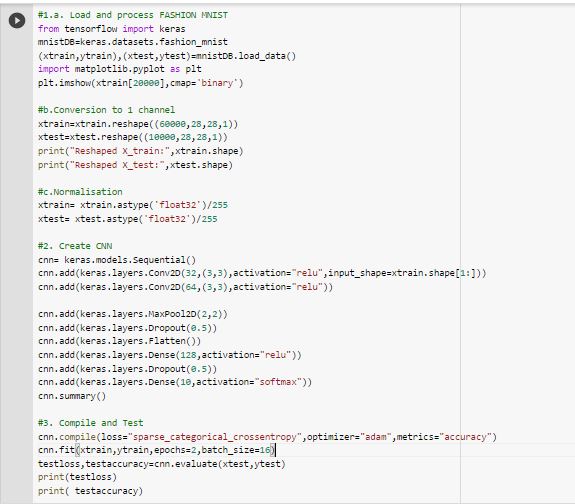 #1.a. Load and process FASHION MNIST
from tensorflow import keras
mnistDB=keras.datasets.fashion_mnist
(xtrain,ytrain),(xtest,ytest)=mnistDB.load_data()
import matplotlib.pyplot as plt
plt.imshow(xtrain[20000],cmap='binary')
#b.Conversion to 1 channel
xtrain=xtrain.reshape((60000,28,28,1))
xtest=xtest.reshape((10000,28,28,1))
print("Reshaped X_train:",xtrain.shape)
print("Reshaped X_test:",xtest.shape)
#c.Normalisation
xtrain= xtrain.astype('float32')/255
xtest= xtest.astype('float32')/255
#2. Create CNN
cnn= keras.models.Sequential()
cnn.add(keras.layers.Conv2D(32,(3,3),activation="relu",input_shape=xtrain.shape[1:]))
cnn.add(keras.layers.Conv2D(64,(3,3),activation="relu"))
cnn.add(keras.layers.MaxPool2D(2,2))
cnn.add(keras.layers.Dropout(0.5))
cnn.add(keras.layers.Flatten())
cnn.add(keras.layers.Dense(128,activation="relu"))
cnn.add(keras.layers.Dropout(0.5))
cnn.add(keras.layers.Dense(10,activation="softmax"))
cnn.summary()
#3. Compile and Test
cnn.compile(loss="sparse_categorical_crossentropy",optimizer="adam",metrics="accuracy")
cnn.fit(xtrain,ytrain,epochs=2,batch_size=16)
testloss,testaccuracy=cnn.evaluate(xtest,ytest)
print(testloss)
print( testaccuracy)